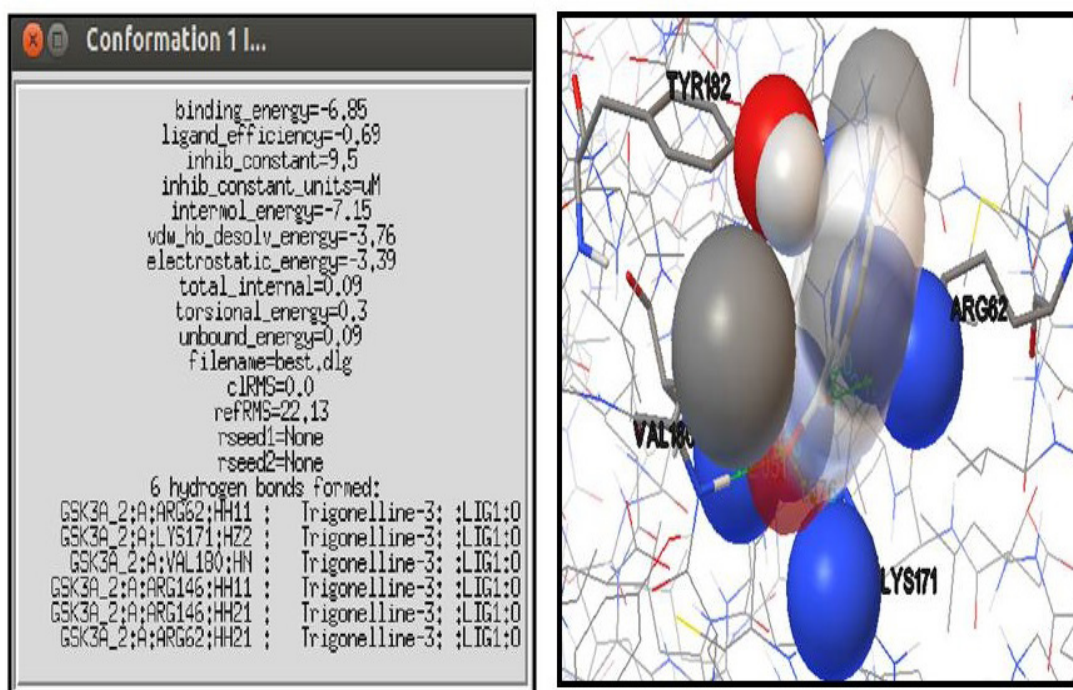 Conformation 1 I...
binding_energy=-6.85
ligand_efficiency=-0.69
inhib_constant=9.5
inhib_constant_units=uM
intermol_energy=-7.15
vdw_hb_desolv_energy=-3.76
electrostatic_energy=-3.39
total_internal=0.09
torsional_energy=0.3
unbound_energy=0.09
filename=best.dlg
clRMS=0.0
refRMS=22.13
rseed1=None
rseed2=None
6 hydrogen bonds formed:
GSK3A_2:A:ARG62:HH11 : Trigonelline-3: :LIG1:O
GSK3A_2:A:LYS171:HZ2 : Trigonelline-3: :LIG1:O
GSK3A_2:A:VAL180:HN : Trigonelline-3: :LIG1:O
GSK3A_2:A:ARG146:HH11 : Trigonelline-3: :LIG1:O
GSK3A_2:A:ARG146:HH21 : Trigonelline-3: :LIG1:O
GSK3A_2:A:ARG62:HH21 : Trigonelline-3: :LIG1:O
TYR182
ARG62
VAL180
LYS171